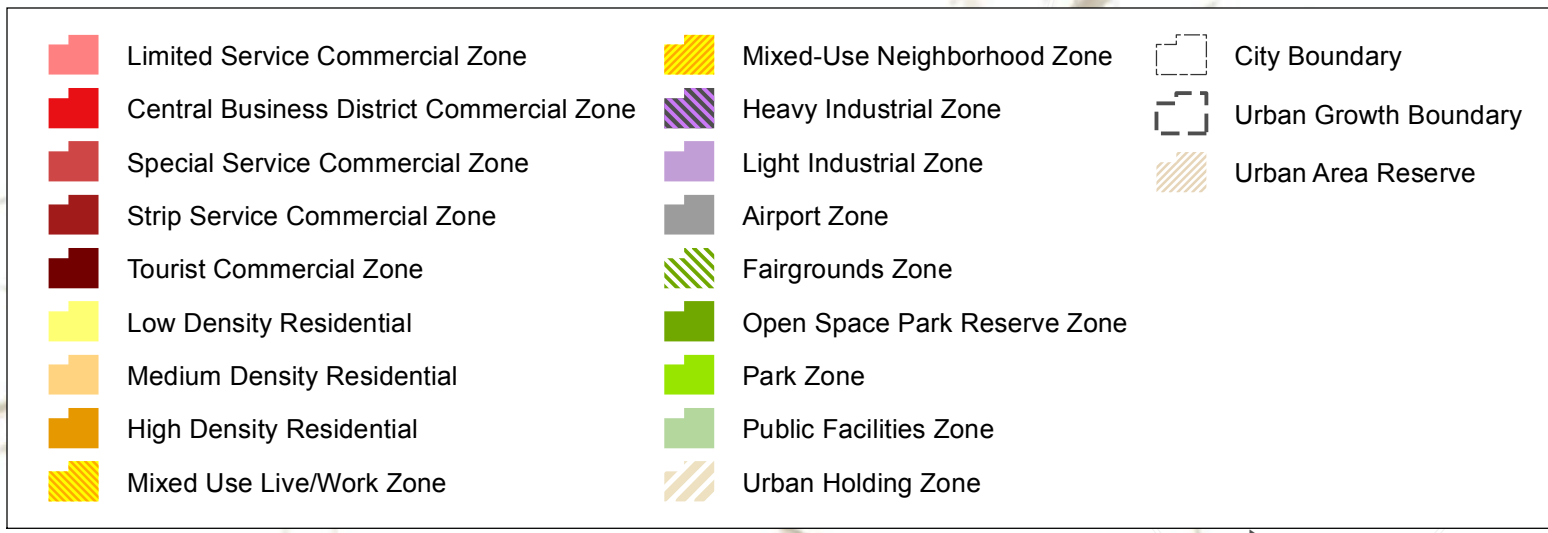 Limited Service Commercial Zone
Central Business District Commercial Zone
Special Service Commercial Zone
Strip Service Commercial Zone
Tourist Commercial Zone
Low Density Residential
Medium Density Residential
High Density Residential
Mixed Use Live/Work Zone
Mixed-Use Neighborhood Zone
Heavy Industrial Zone
Light Industrial Zone
Airport Zone
Fairgrounds Zone
Open Space Park Reserve Zone
Park Zone
Public Facilities Zone
Urban Holding Zone
City Boundary
Urban Growth Boundary
Urban Area Reserve